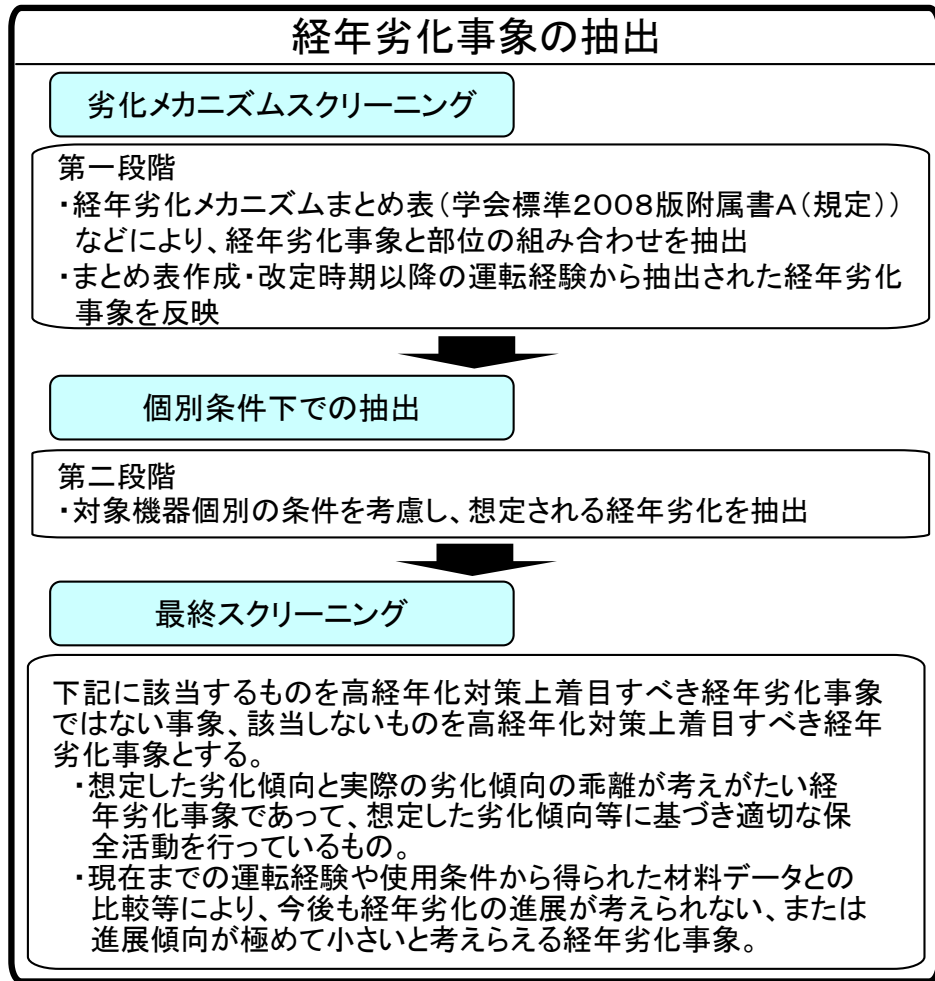 経年劣化事象の抽出
劣化メカニズムスクリーニング
第一段階
・経年劣化メカニズムまとめ表(学会標準2008版附属書A(規定))
などにより、経年劣化事象と部位の組み合わせを抽出
・まとめ表作成・改定時期以降の運転経験から抽出された経年劣化
事象を反映
個別条件下での抽出
第二段階
・対象機器個別の条件を考慮し、想定される経年劣化を抽出
最終スクリーニング
下記に該当するものを高経年化対策上着目すべき経年劣化事象
ではない事象、該当しないものを高経年化対策上着目すべき経年
劣化事象とする。
・想定した劣化傾向と実際の劣化傾向の乖離が考えがたい経
年劣化事象であって、想定した劣化傾向等に基づき適切な保
全活動を行っているもの。
・現在までの運転経験や使用条件から得られた材料データとの
比較等により、今後も経年劣化の進展が考えられない、または
進展傾向が極めて小さいと考えらえる経年劣化事象。